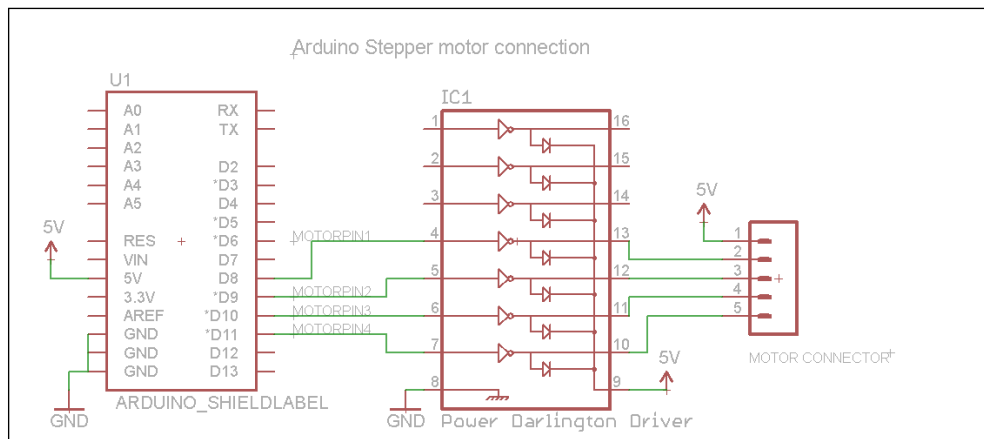 Arduino Stepper motor connection
U1
A0
A1
A2
A3
A4
A5
RES
VIN
5V
3.3V
AREF
GND
GND
GND
RX
TX
D2
*D3
D4
*D5
*D6
D7
D8
*D9
*D10
*D11
D12
D13
5V
GND
ARDUINO_SHIELDLABEL
MOTORPIN1
MOTORPIN2
MOTORPIN3
MOTORPIN4
IC1
1
2
3
4
5
6
7
8
16
15
14
13
12
11
10
9
GND
Power Darlington Driver
5V
5V
1
2
3
4
5
MOTOR CONNECTOR